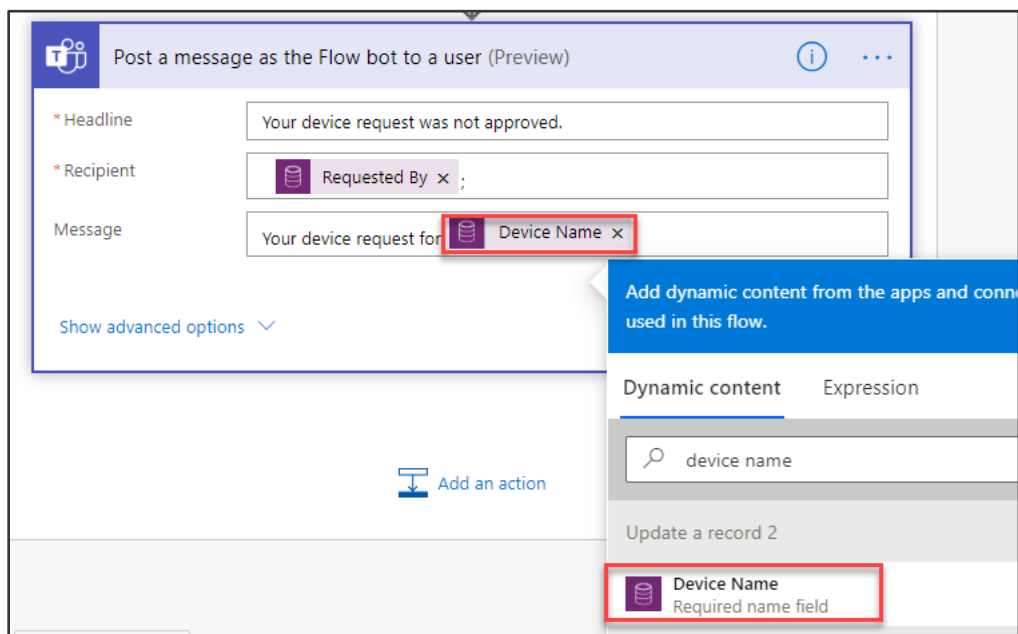 Post a message as the Flow bot to a user (Preview)
* Headline
Your device request was not approved.
* Recipient
Requested By × ;
Message
Your device request for Device Name ×
Show advanced options
Add an action
Add dynamic content from the apps and
used in this flow.
Dynamic content Expression
device name
Update a record 2
Device Name
Required name field